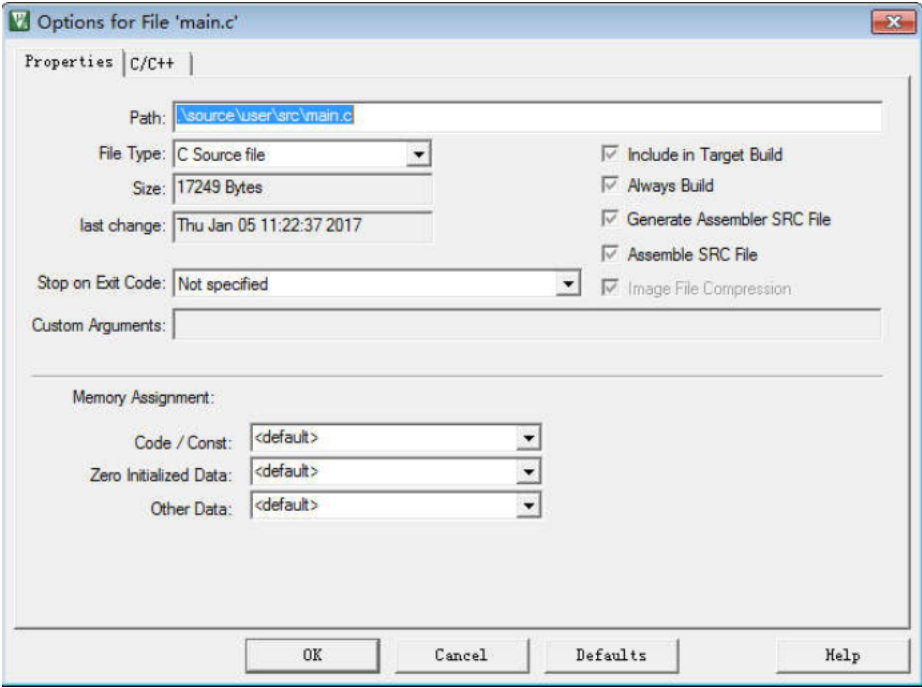 Options for File 'main.c'
Properties
C/C++
Path: .\source\user\src\main.c
File Type: C Source file
Include in Target Build
Size: 17249 Bytes
Always Build
last change: Thu Jan 05 11:22:37 2017
Generate Assembler SRC File
Assemble SRC File
Stop on Exit Code: Not specified
Image File Compression
Custom Arguments:
Memory Assignment:
Code / Const: <default>
Zero Initialized Data: <default>
Other Data: <default>
OK
Cancel
Defaults
Help